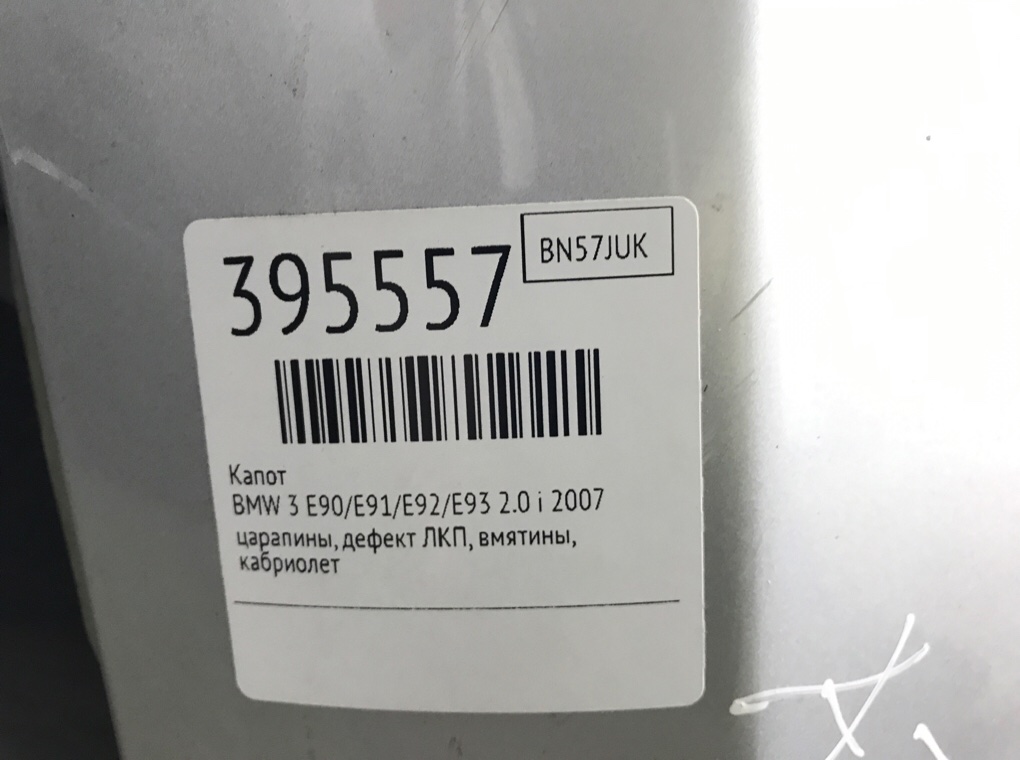 395557
BN57JUK
Капот
BMW 3 E90/E91/E92/E93 2.0 i 2007
царапины, дефект ЛКП, вмятины,
кабриолет